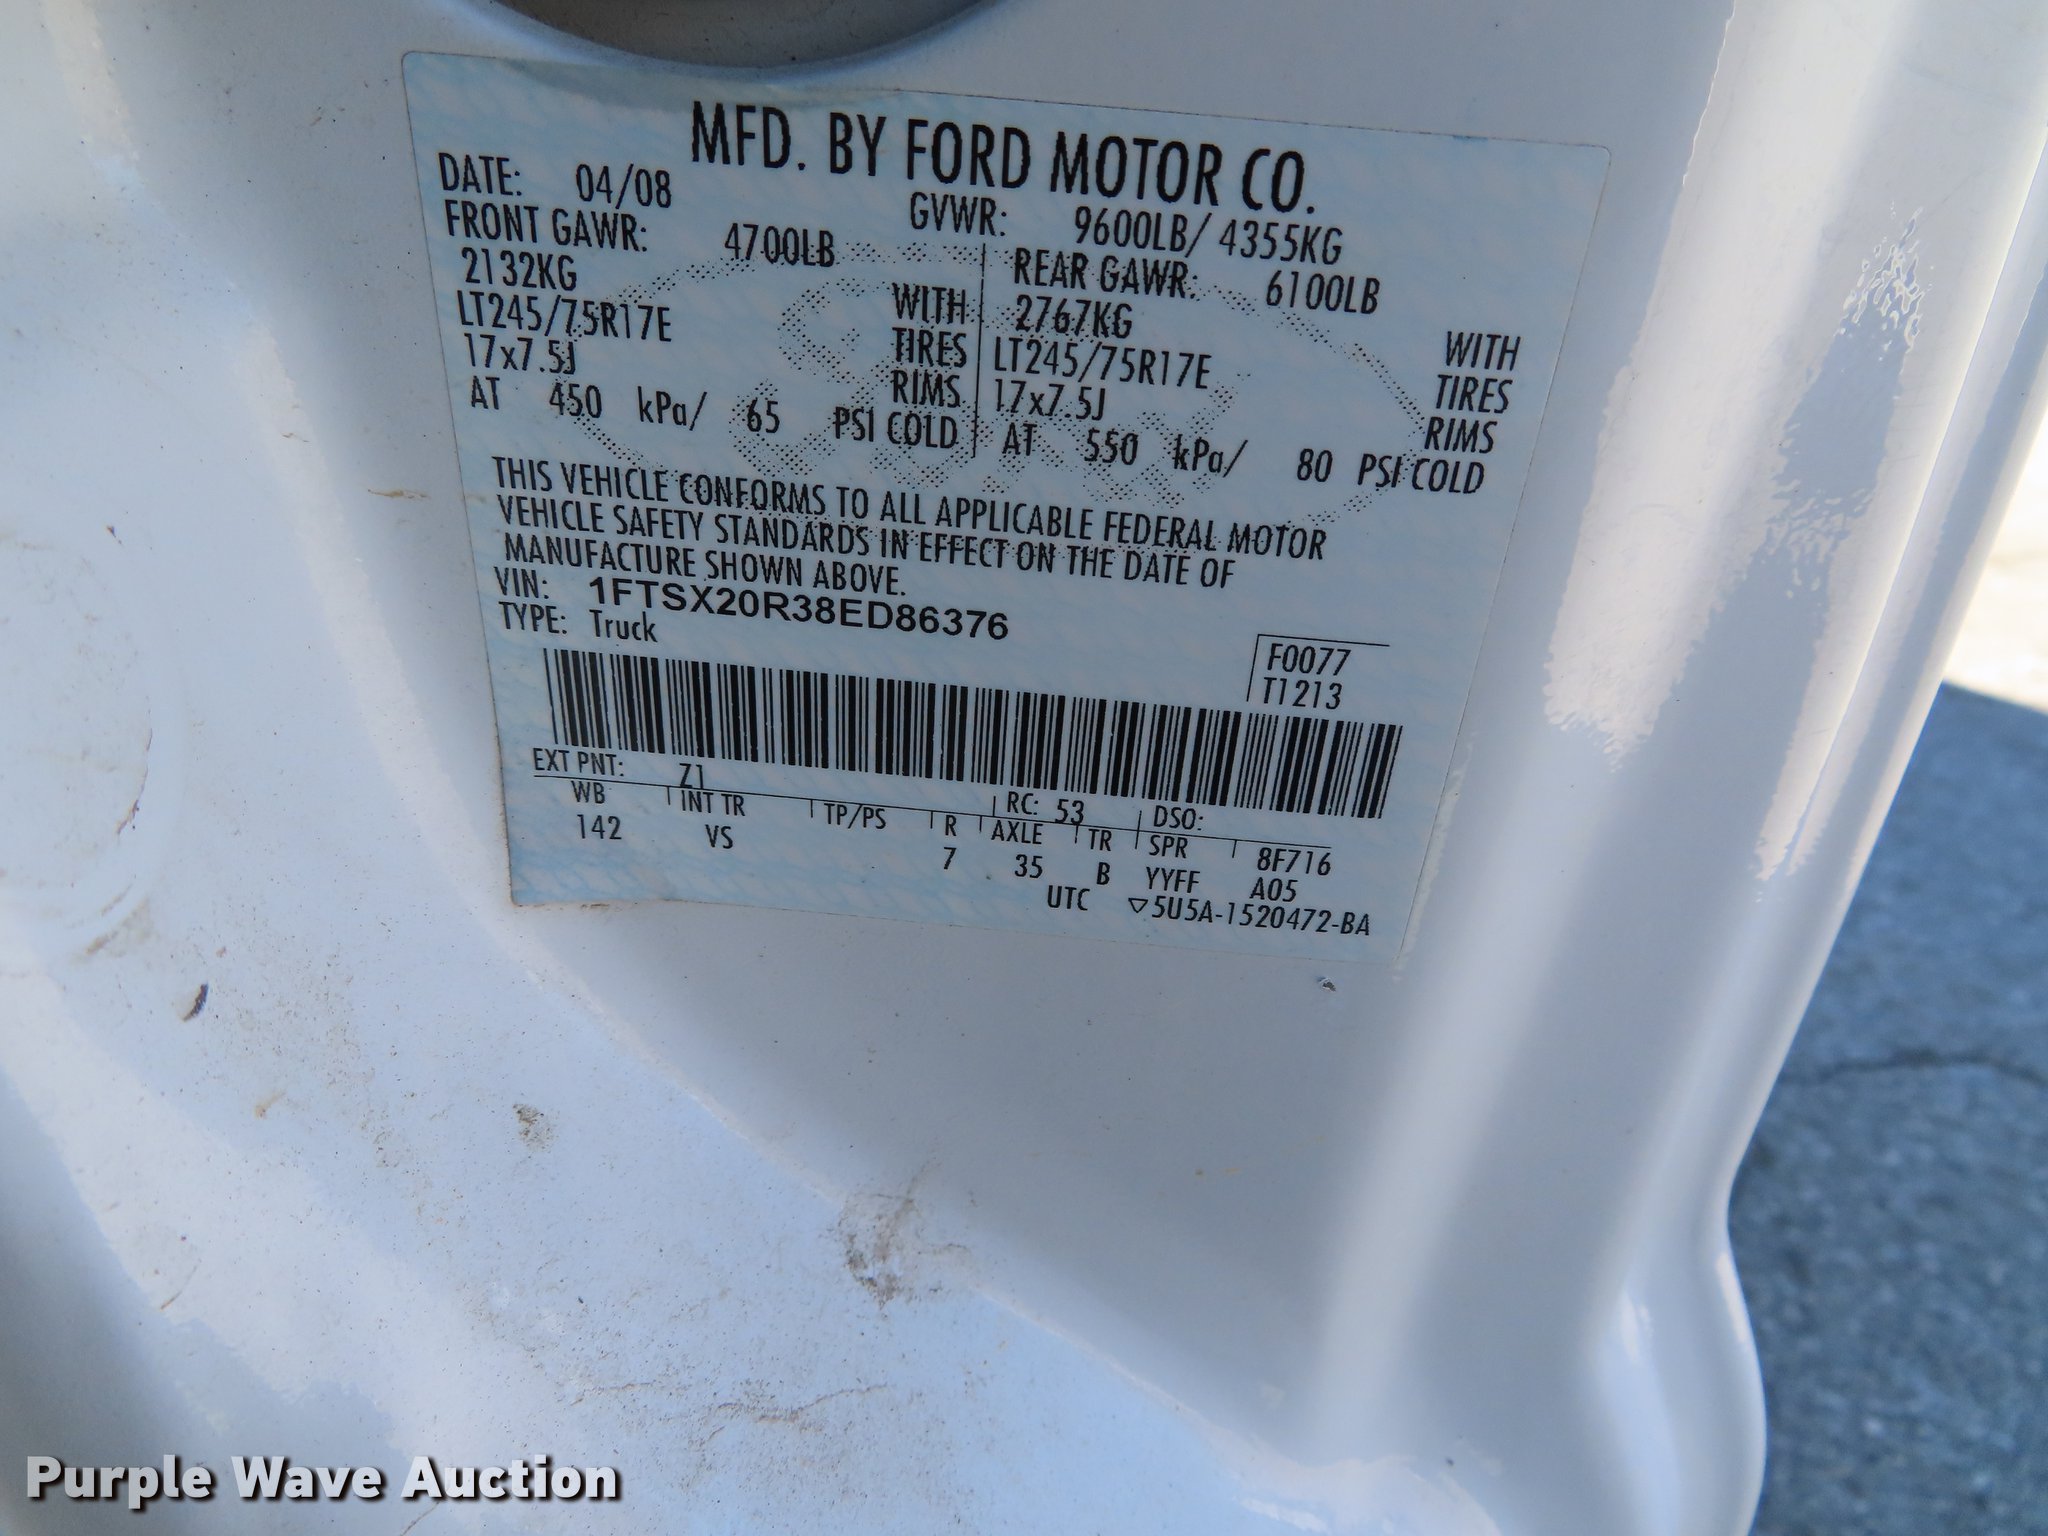 MFD. BY FORD MOTOR CO.
DATE: 04/08 GVWR: 9600LB/ 4355KG
FRONT GAWR: 4700LB REAR GAWR: 6100LB
2132KG WITH 2767KG WITH
LT245/75R17E TIRES LT245/75R17E TIRES
17x7.5J RIMS 17x7.5J RIMS
AT 450 kPa/ 65 PSI COLD AT 550 kPa/ 80 PSI COLD
THIS VEHICLE CONFORMS TO ALL APPLICABLE FEDERAL MOTOR
VEHICLE SAFETY STANDARDS IN EFFECT ON THE DATE OF
MANUFACTURE SHOWN ABOVE.
VIN: 1FTSX20R38ED86376
TYPE: Truck
F0077
T1213
EXT PNT: Z1 RC: 53 DSO:
WB INT TR TP/PS R AXLE TR SPR 8F716
142 VS 7 35 B YYFF A05
UTC ▽5U5A-1520472-BA
Purple Wave Auction